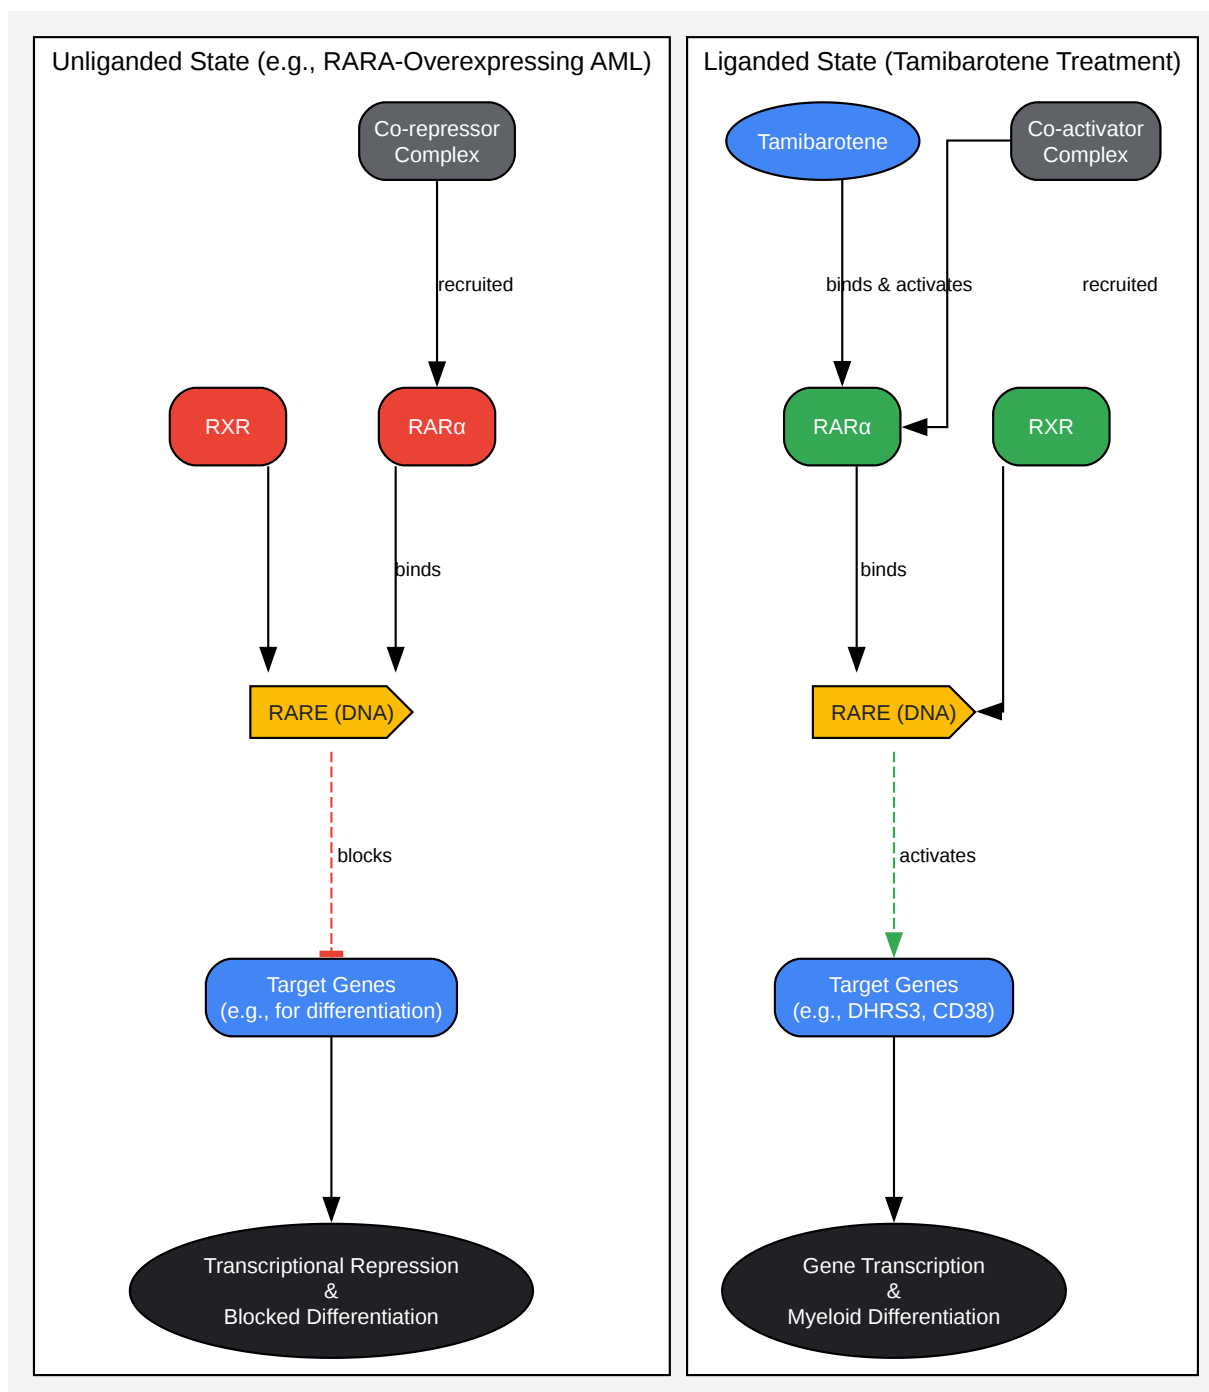 Unliganded State (e.g., RARA-Overexpressing AML)
Co-repressor
Complex
recruited
RXR
RARα
binds
RARE (DNA)
blocks
Target Genes
(e.g., for differentiation)
Transcriptional Repression
&
Blocked Differentiation
Liganded State (Tamibarotene Treatment)
Tamibarotene
Co-activator
Complex
binds & activates
recruited
RARα
RXR
binds
RARE (DNA)
activates
Target Genes
(e.g., DHRS3, CD38)
Gene Transcription
&
Myeloid Differentiation